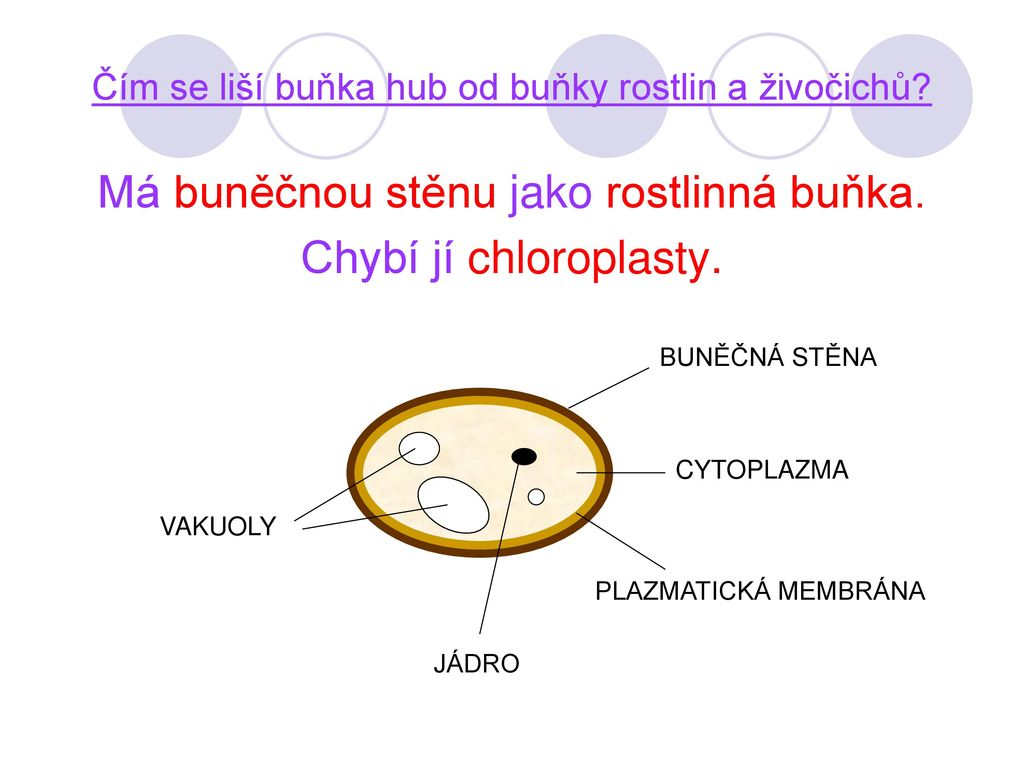 Čím se liší buňka hub od buňky rostlin a živočichů?
Má buněčnou stěnu jako rostlinná buňka.
Chybí jí chloroplasty.
BUNĚČNÁ STĚNA
CYTOPLAZMA
VAKUOLY
PLAZMATICKÁ MEMBRÁNA
JÁDRO